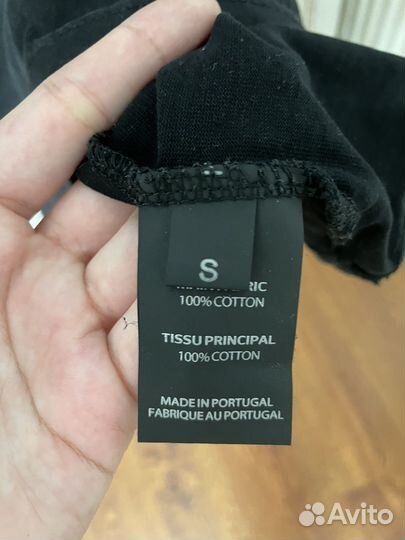 S
100% COTTON
TISSU PRINCIPAL
100% COTTON
MADE IN PORTUGAL
FABRIQUE AU PORTUGAL
Avito